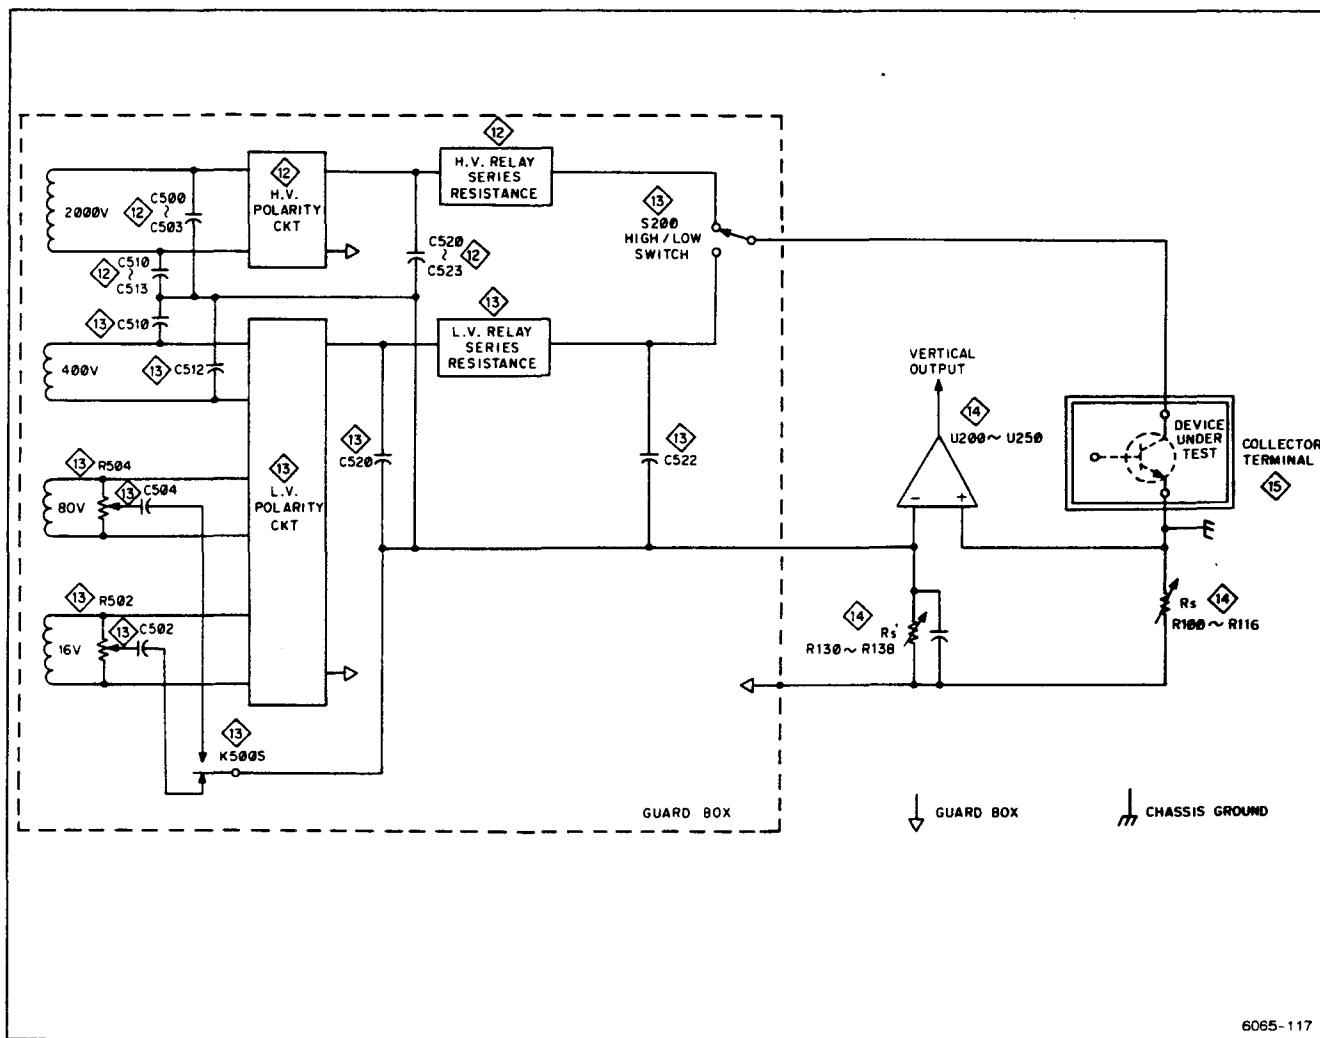 12
12
H.V. RELAY
SERIES
RESISTANCE
2000V
12
C500
~
C503
H.V.
POLARITY
CKT
13
S200
HIGH/LOW
SWITCH
12
C510
~
C513
C520
~
C523
12
13
C510
13
L.V. RELAY
SERIES
RESISTANCE
400V
13
C512
VERTICAL
OUTPUT
14
U200~U250
-
+
DEVICE
UNDER
TEST
COLLECTOR
TERMINAL
15
13
C520
13
C522
13
R504
13
C504
80V
13
L.V.
POLARITY
CKT
13
R502
13
C502
16V
14
Rs'
R130~R138
Rs
14
R100~R116
13
K500S
GUARD BOX
GUARD BOX
CHASSIS GROUND
6065-117